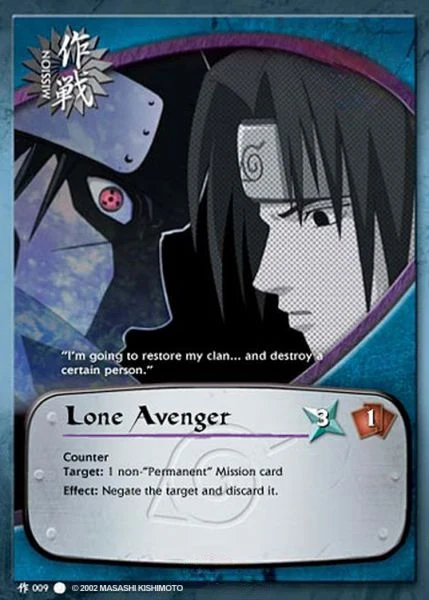 MISSION
作戦
"I'm going to restore my clan... and destroy a
certain person."
Lone Avenger
3
1
Counter
Target: 1 non-"Permanent" Mission card
Effect: Negate the target and discard it.
作 009 © 2002 MASASHI KISHIMOTO